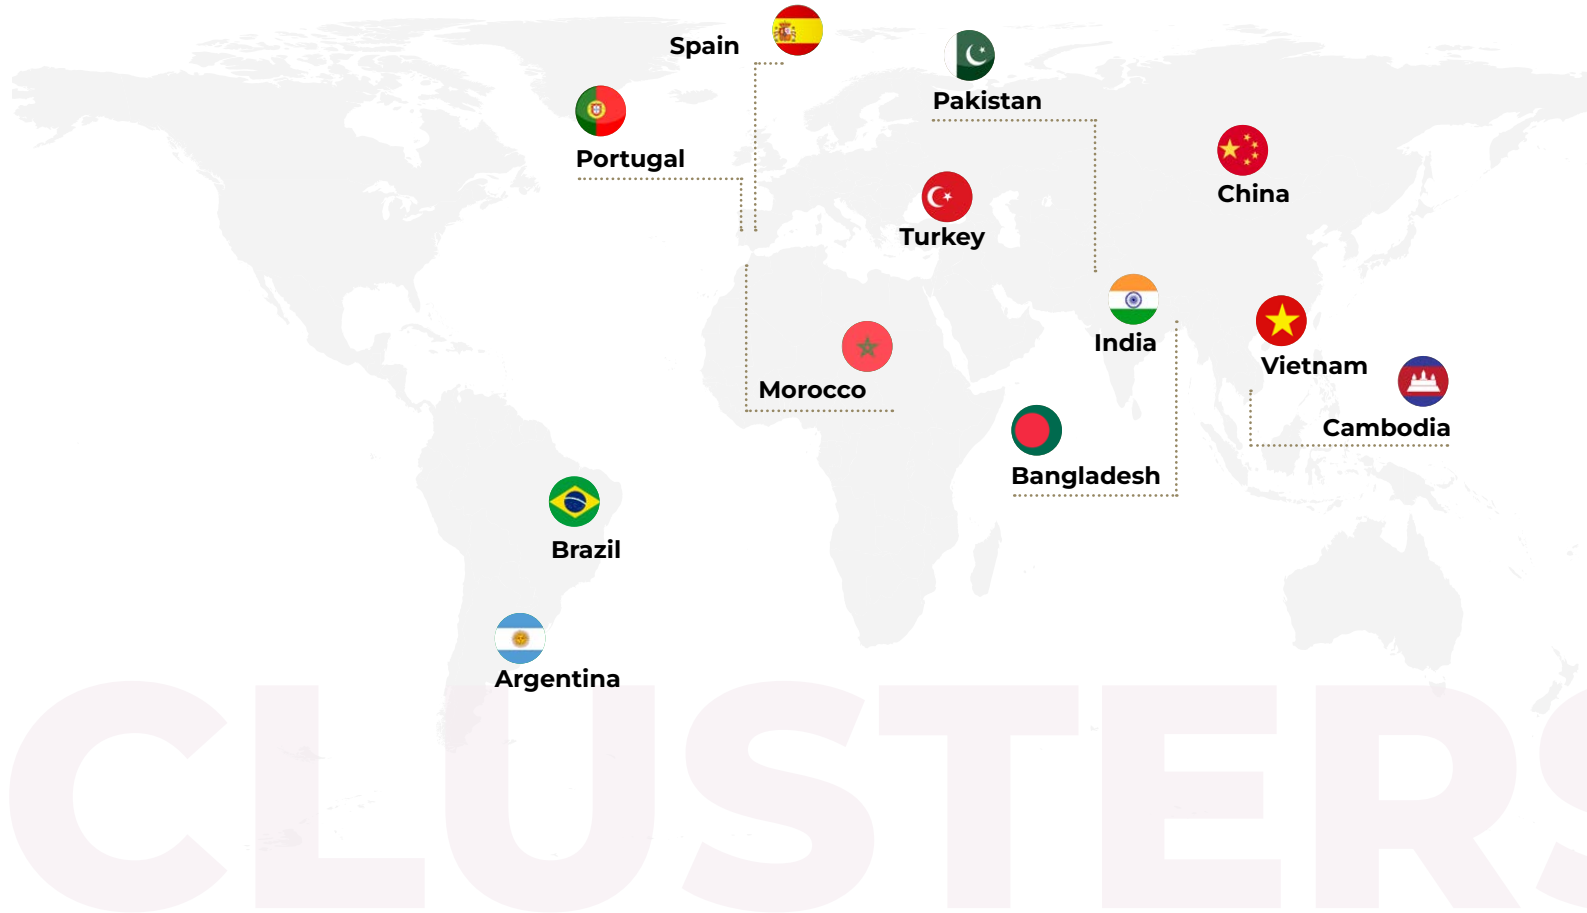 Spain
Pakistan
Portugal
China
Turkey
India
Vietnam
Morocco
Cambodia
Bangladesh
Brazil
Argentina
CLUSTERS